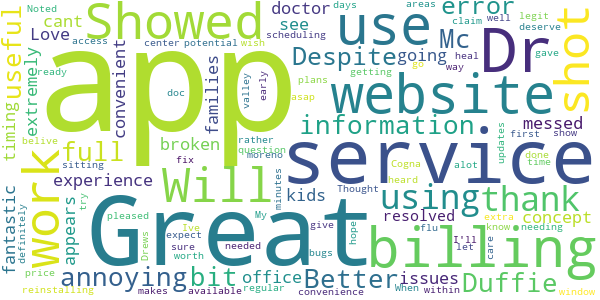 Noted
cant
Showed
doctor
days
areas
error
use
Mc
Dr
shot
claim
legit
well
deserve
useful
Love
access
center
potential
wish
see
scheduling
Despite
going
go
gave
app
already
extremely
convenient
doc
families
getting
plans
heal
way
website
timing
valley
early
asap
belive
full
broken
rather
question
information
messed
work
sitting
fix
moreno
first
show
experience
Will
kids
minutes
service
Cogna
heard
alot
updates
done
time
fantastic
definitely
appears
try
pleased
Drews
Great
My
Thought
hope
using
resolved
flu
thank
concept
extra
know
needing
I'll
let
care
Ive
expect
sure
worth
needed
give
bugs
billing
price
reinstalling
annoying
bit
office
regular
makes
available
Better
convenience
issues
When
within
Duffie
window